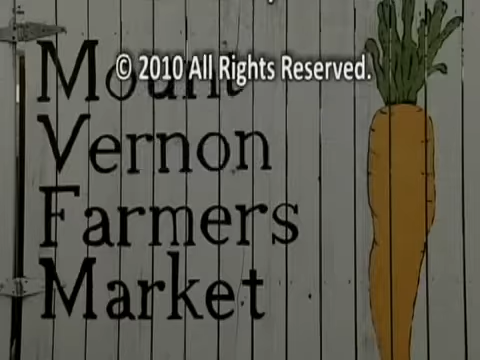 Mount
© 2010 All Rights Reserved.
Vernon
Farmers
Market